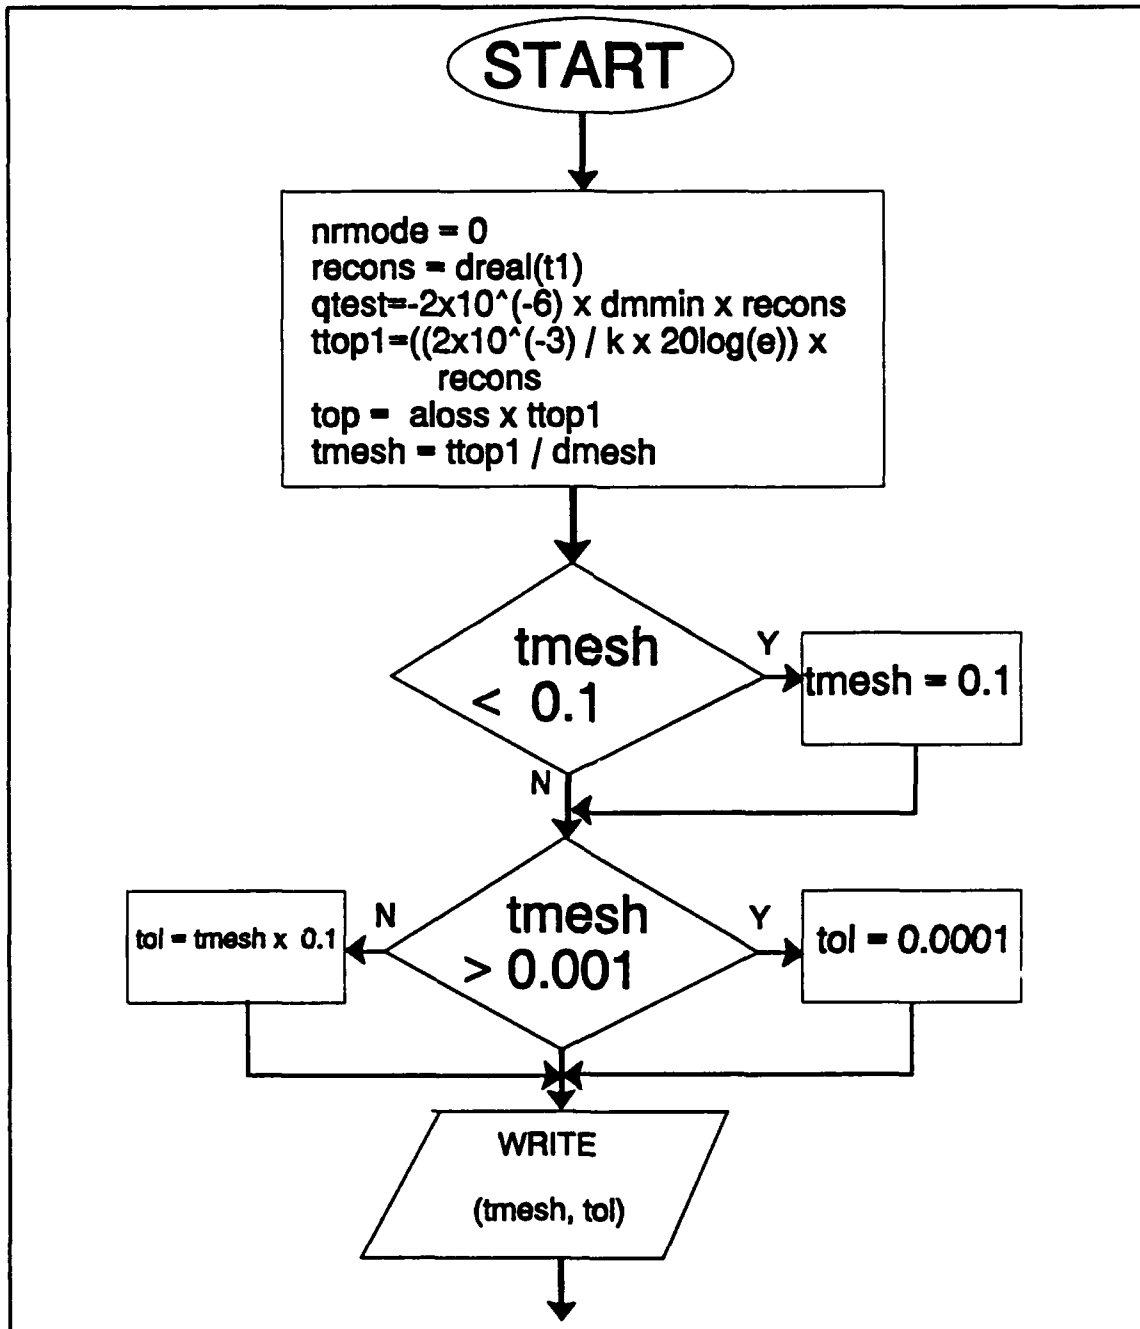 START
nrmode = 0
recons = dreal(t1)
qtest=-2x10^(-6) x dmmin x recons
ttop1=((2x10^(-3) / k x 20log(e)) x
recons
top = aloss x ttop1
tmesh = ttop1 / dmesh
tmesh
< 0.1
Y
tmesh = 0.1
N
tmesh
> 0.001
N
tol = tmesh x 0.1
Y
tol = 0.0001
WRITE
(tmesh, tol)